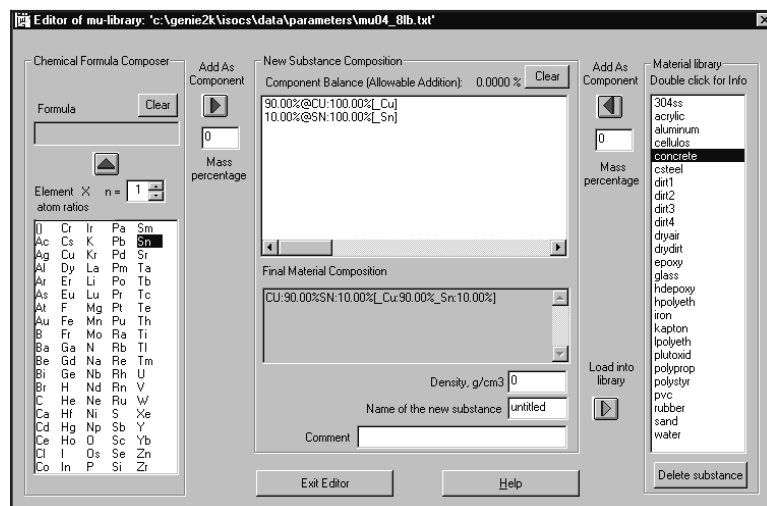 Editor of mu-library: 'c:\genie2k\isocs\data\parameters\mu04_8lb.txt'
Chemical Formula Composer
Formula
Clear
Element X n = 1
atom ratios
() Cr Ir Pa Sm
Ac Cs K Pb Sn
Ag Cu Kr Pd Sr
Al Dy La Pm Ta
Ar Er Li Po Tb
As Eu Lu Pr Tc
At F Mg Pt Te
Au Fe Mn Pu Th
B Fr Mo Ra Ti
Ba Ga N Rb Tl
Be Gd Na Re Tm
Bi Ge Nb Rh U
Br H Nd Rn V
C He Ne Ru W
Ca Hf Ni S Xe
Cd Hg Np Sb Y
Ce Ho O Sc Yb
Cl I Os Se Zn
Co In P Si Zr
Add As
Component
0
Mass
percentage
New Substance Composition
Component Balance (Allowable Addition): 0.0000 % Clear
90.00%@CU:100.00%[_Cu]
10.00%@SN:100.00%[_Sn]
Final Material Composition
CU:90.00%SN:10.00%[_Cu:90.00%_Sn:10.00%]
Density, g/cm3 0
Name of the new substance untitled
Comment
Exit Editor
Help
Add As
Component
0
Mass
percentage
Load into
library
Material library
Double click for Info
304ss
acrylic
aluminum
cellulos
concrete
csteel
dirt1
dirt2
dirt3
dirt4
dryair
drydirt
epoxy
glass
hdepoxy
hpolyeth
iron
kapton
lpolyeth
plutoxid
polyprop
polystyr
pvc
rubber
sand
water
Delete substance